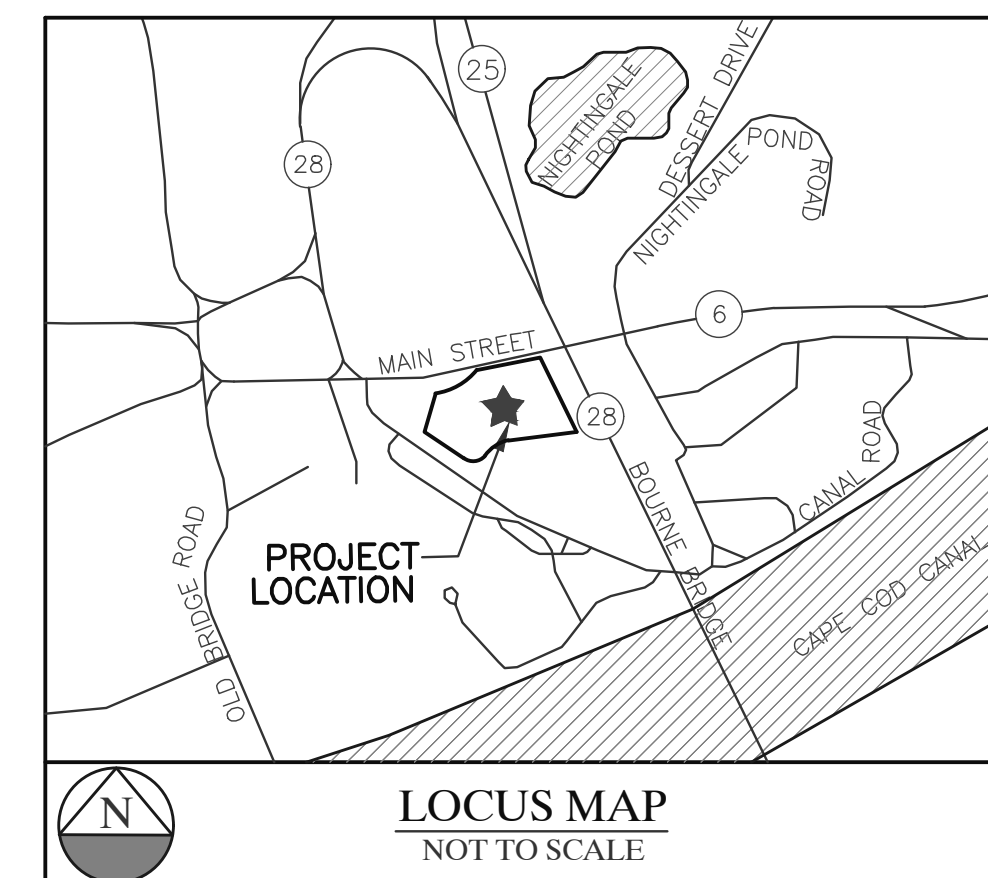 25
NIGHTINGALE
POND
DESSERT DRIVE
28
NIGHTINGALE POND ROAD
6
MAIN STREET
28
CANAL ROAD
BOURNE BRIDGE
OLD BRIDGE ROAD
PROJECT
LOCATION
CAPE COD CANAL
N
LOCUS MAP
NOT TO SCALE